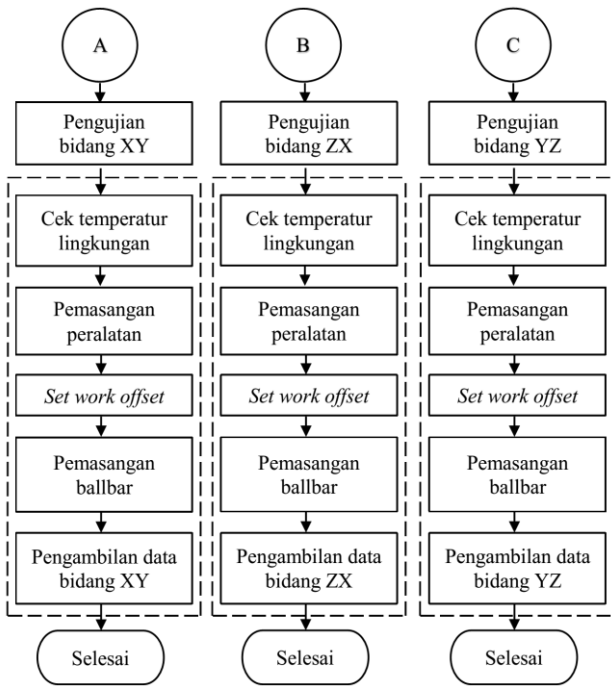 A
Pengujian
bidang XY
Cek temperatur
lingkungan
Pemasangan
peralatan
Set work offset
Pemasangan
ballbar
Pengambilan data
bidang XY
Selesai
B
Pengujian
bidang ZX
Cek temperatur
lingkungan
Pemasangan
peralatan
Set work offset
Pemasangan
ballbar
Pengambilan data
bidang ZX
Selesai
C
Pengujian
bidang YZ
Cek temperatur
lingkungan
Pemasangan
peralatan
Set work offset
Pemasangan
ballbar
Pengambilan data
bidang YZ
Selesai